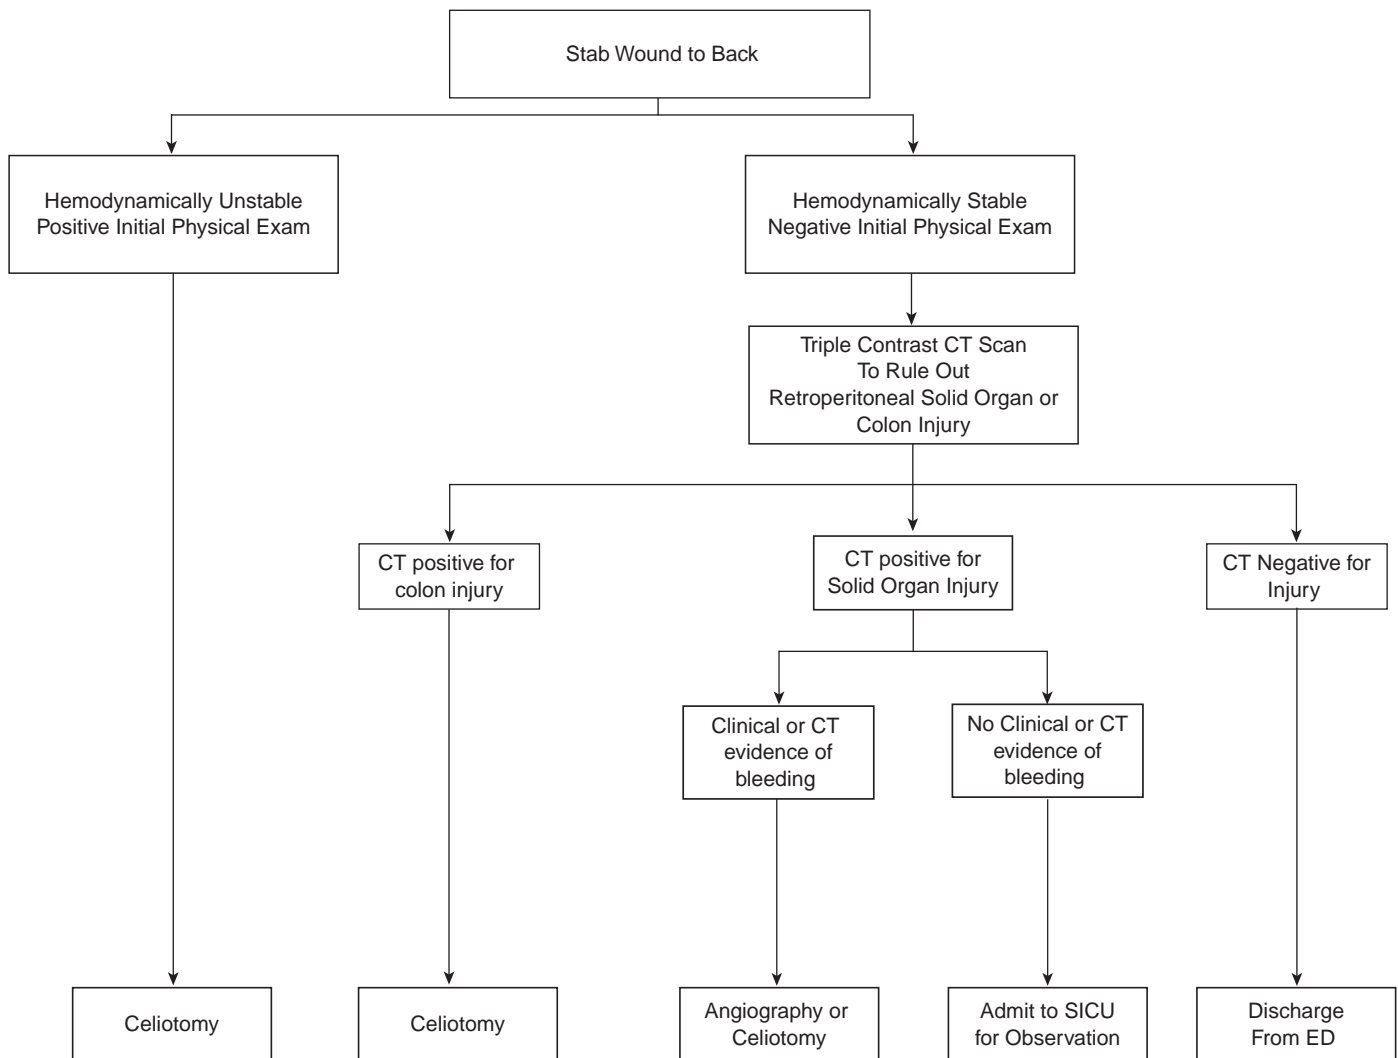 Stab Wound to Back
Hemodynamically Unstable
Positive Initial Physical Exam
Hemodynamically Stable
Negative Initial Physical Exam
Triple Contrast CT Scan
To Rule Out
Retroperitoneal Solid Organ or
Colon Injury
CT positive for
colon injury
CT positive for
Solid Organ Injury
CT Negative for
Injury
Clinical or CT
evidence of
bleeding
No Clinical or CT
evidence of
bleeding
Celiotomy
Celiotomy
Angiography or
Celiotomy
Admit to SICU
for Observation
Discharge
From ED